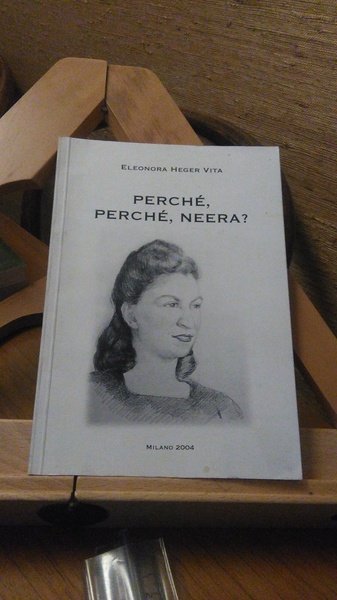 ELEONORA HEGER VITA
PERCHÉ,
PERCHÉ, NEERA?
MILANO 2004